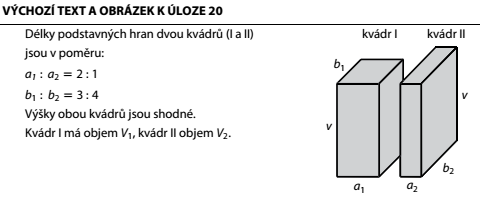 VÝCHOZÍ TEXT A OBRÁZEK K ÚLOZE 20
Délky podstavných hran dvou kvádrů (I a II)
jsou v poměru:
a₁ : a₂ = 2 : 1
b₁ : b₂ = 3 : 4
Výšky obou kvádrů jsou shodné.
Kvádr I má objem V₁, kvádr II objem V₂.
kvádr I kvádr II
b₁
v v
b₂
a₁ a₂